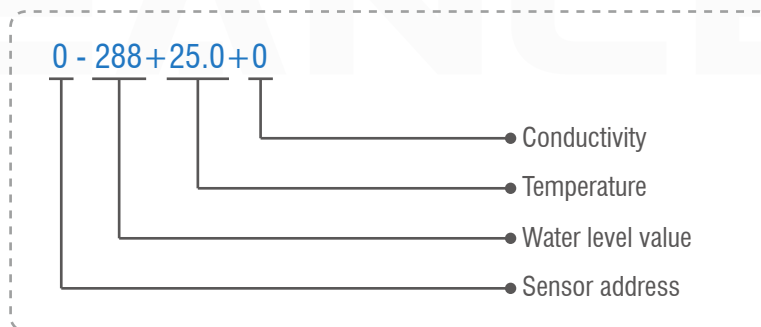 0 - 288+25.0+0
Conductivity
Temperature
Water level value
Sensor address